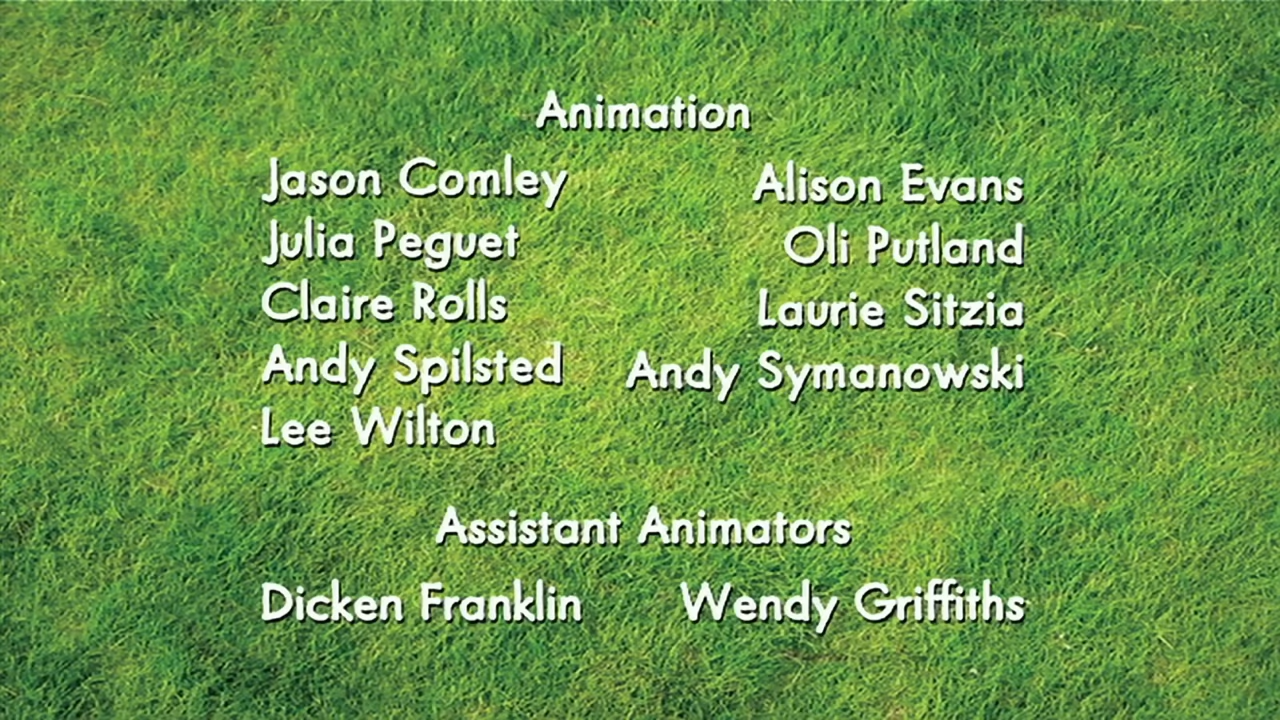 Animation
Jason Comley Alison Evans
Julia Peguet Oli Putland
Claire Rolls Laurie Sitzia
Andy Spilsted Andy Symanowski
Lee Wilton
Assistant Animators
Dicken Franklin Wendy Griffiths